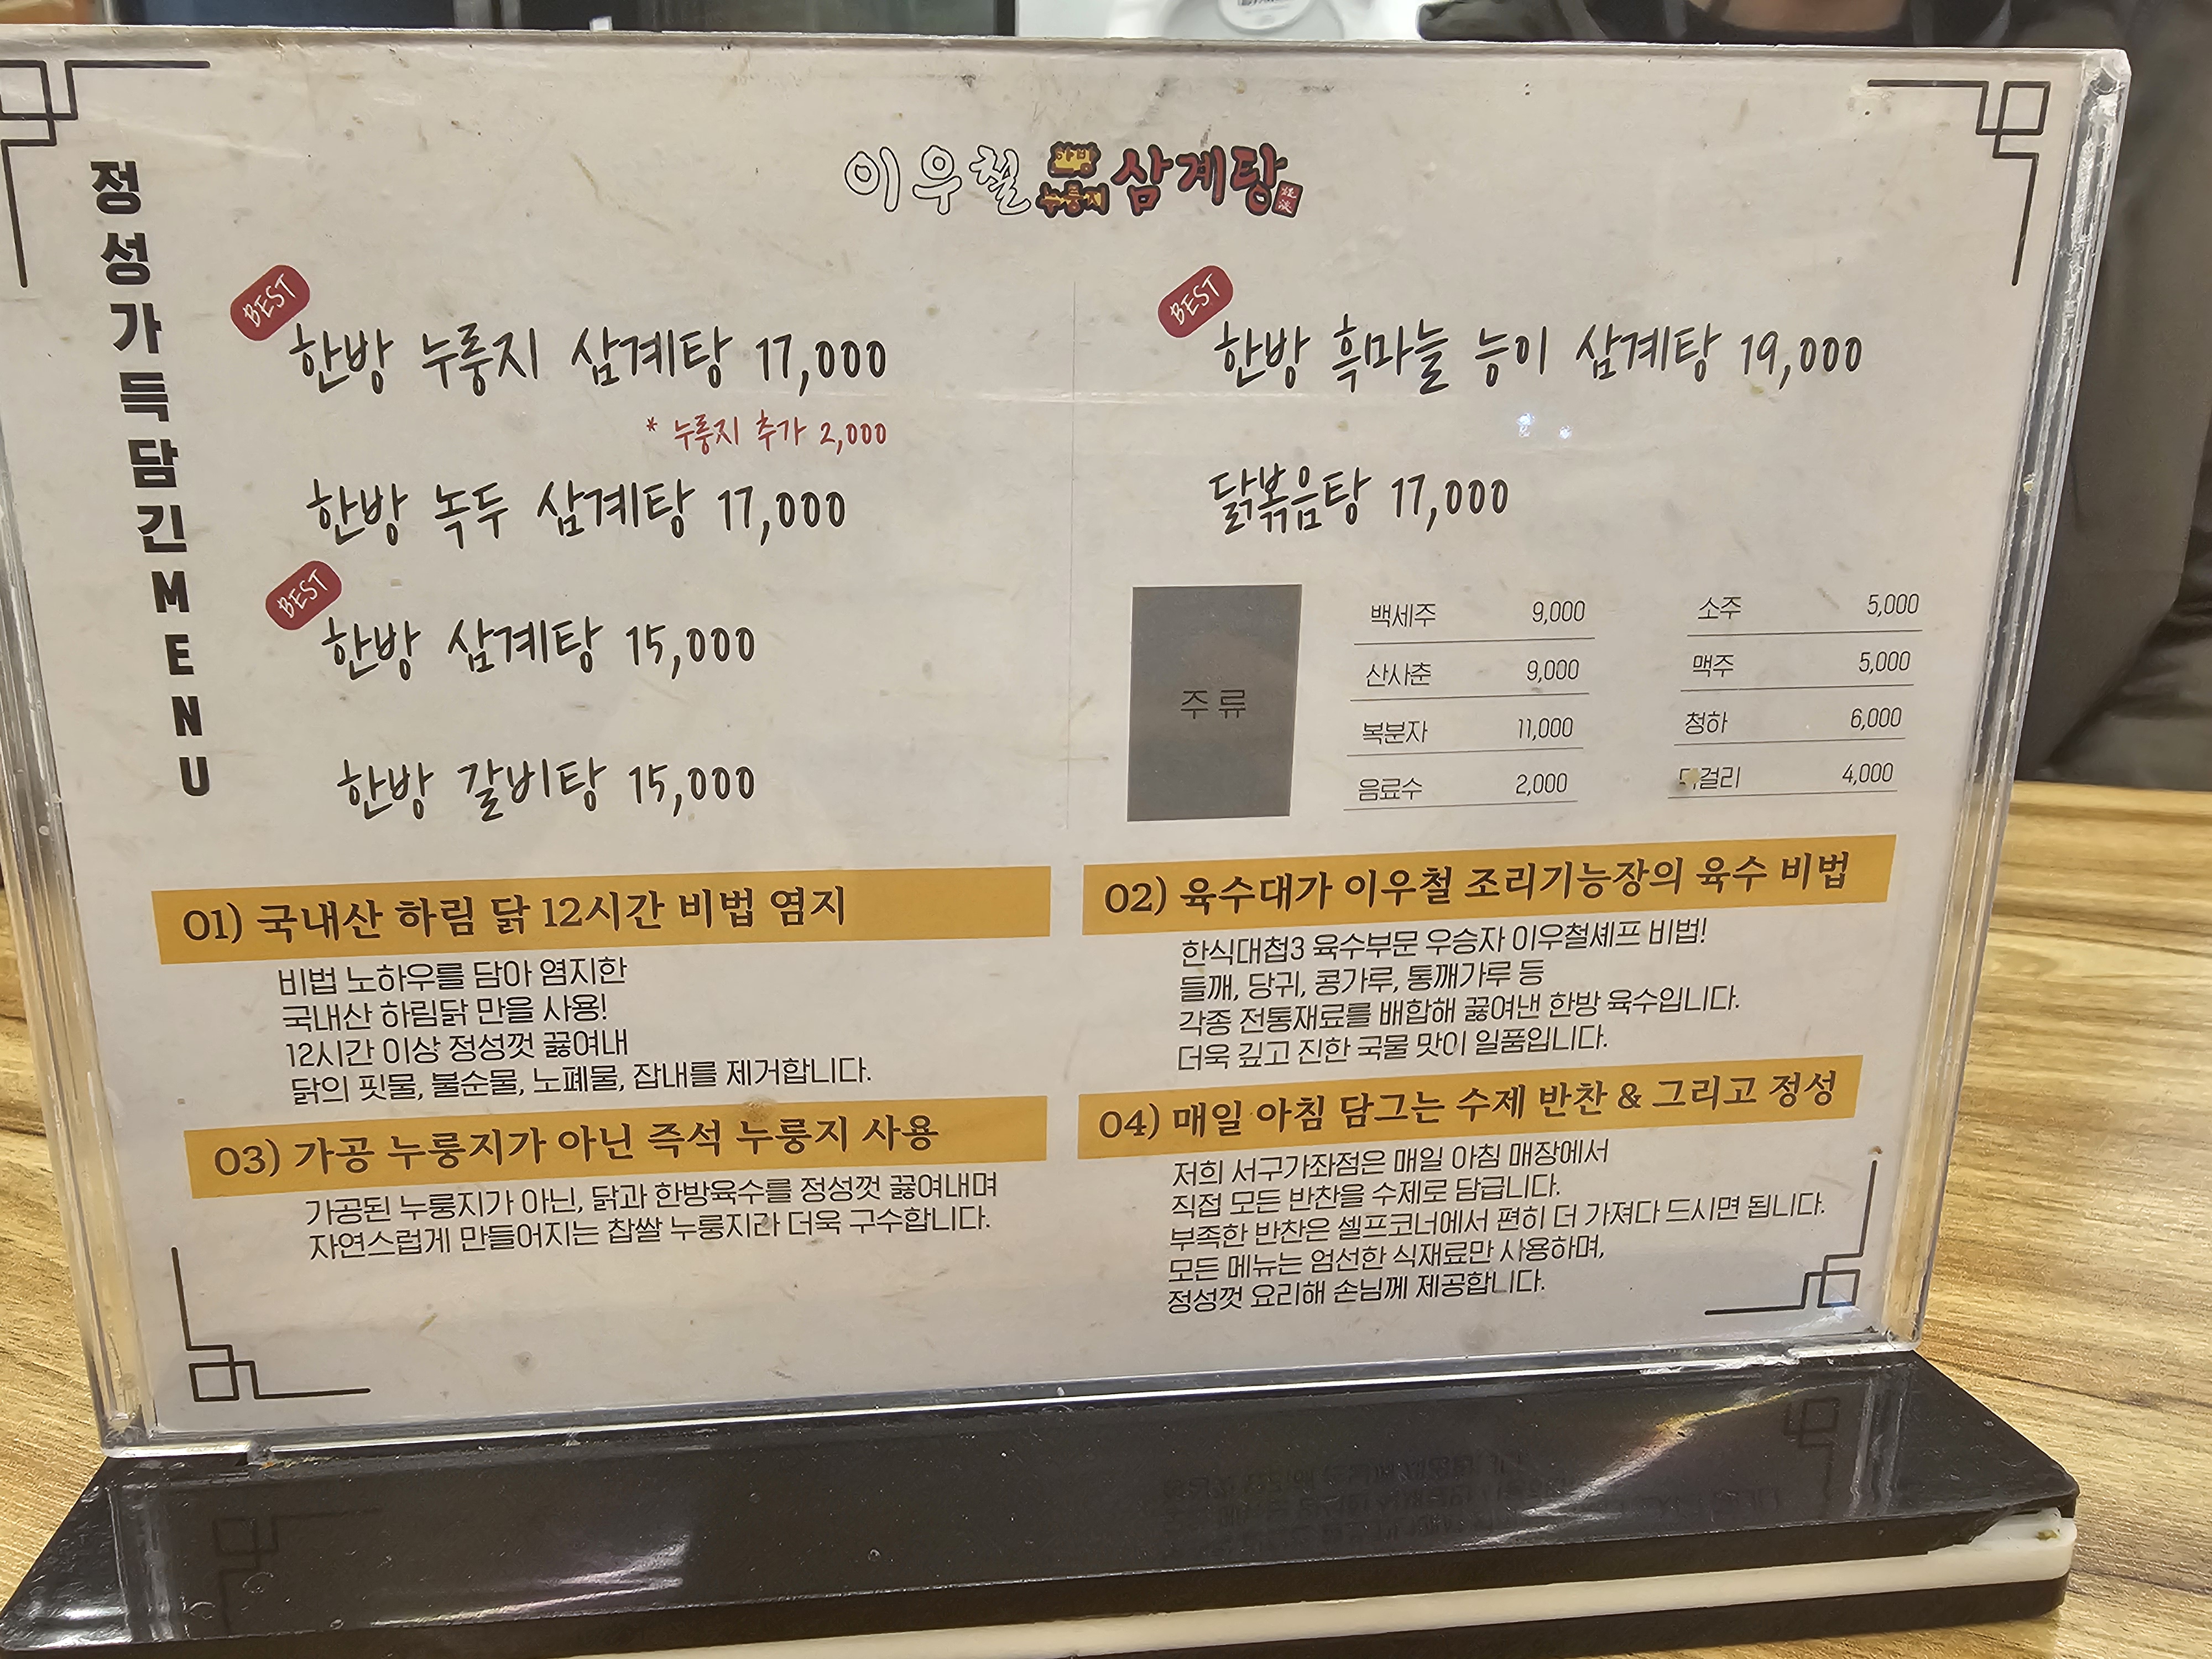 정성가득담긴MENU
이우철 한방 누룽지 삼계탕
BEST
한방 누룽지 삼계탕 17,000
* 누룽지 추가 2,000
한방 녹두 삼계탕 17,000
BEST
한방 삼계탕 15,000
한방 갈비탕 15,000
BEST
한방 흑마늘 능이 삼계탕 19,000
닭볶음탕 17,000
주류
백세주 9,000 소주 5,000
산사춘 9,000 맥주 5,000
복분자 11,000 청하 6,000
음료수 2,000 막걸리 4,000
01) 국내산 하림 닭 12시간 비법 염지
비법 노하우를 담아 염지한
국내산 하림닭 만을 사용!
12시간 이상 정성껏 끓여내
닭의 핏물, 불순물, 노폐물, 잡내를 제거합니다.
02) 육수대가 이우철 조리기능장의 육수 비법
한식대첩3 육수부문 우승자 이우철셰프 비법!
들깨, 당귀, 콩가루, 통깨가루 등
각종 전통재료를 배합해 끓여낸 한방 육수입니다.
더욱 깊고 진한 국물 맛이 일품입니다.
03) 가공 누룽지가 아닌 즉석 누룽지 사용
가공된 누룽지가 아닌, 닭과 한방육수를 정성껏 끓여내며
자연스럽게 만들어지는 찹쌀 누룽지라 더욱 구수합니다.
04) 매일 아침 담그는 수제 반찬 & 그리고 정성
저희 서구가좌점은 매일 아침 매장에서
직접 모든 반찬을 수제로 담급니다.
부족한 반찬은 셀프코너에서 편히 더 가져다 드시면 됩니다.
모든 메뉴는 엄선한 식재료만 사용하며,
정성껏 요리해 손님께 제공합니다.